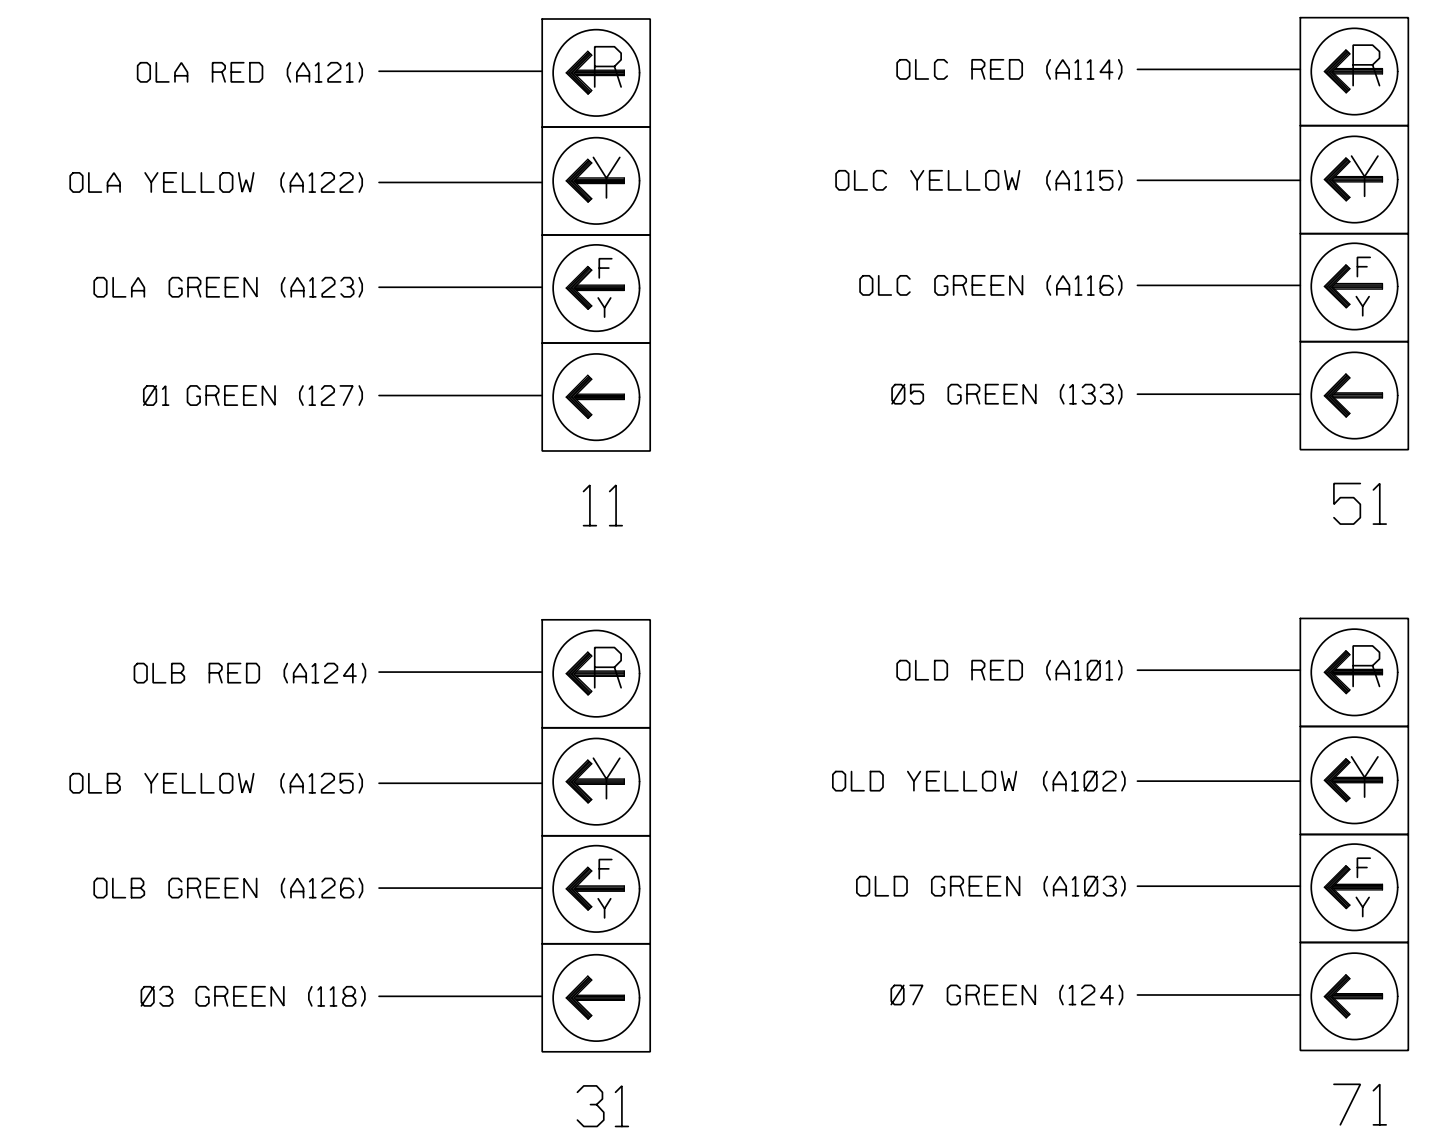 OLA RED (A121)
R
OLA YELLOW (A122)
Y
OLA GREEN (A123)
F
Y
Ø1 GREEN (127)
11
OLC RED (A114)
R
OLC YELLOW (A115)
Y
OLC GREEN (A116)
F
Y
Ø5 GREEN (133)
51
OLB RED (A124)
R
OLB YELLOW (A125)
Y
OLB GREEN (A126)
F
Y
Ø3 GREEN (118)
31
OLD RED (A1Ø1)
R
OLD YELLOW (A1Ø2)
Y
OLD GREEN (A1Ø3)
F
Y
Ø7 GREEN (124)
71